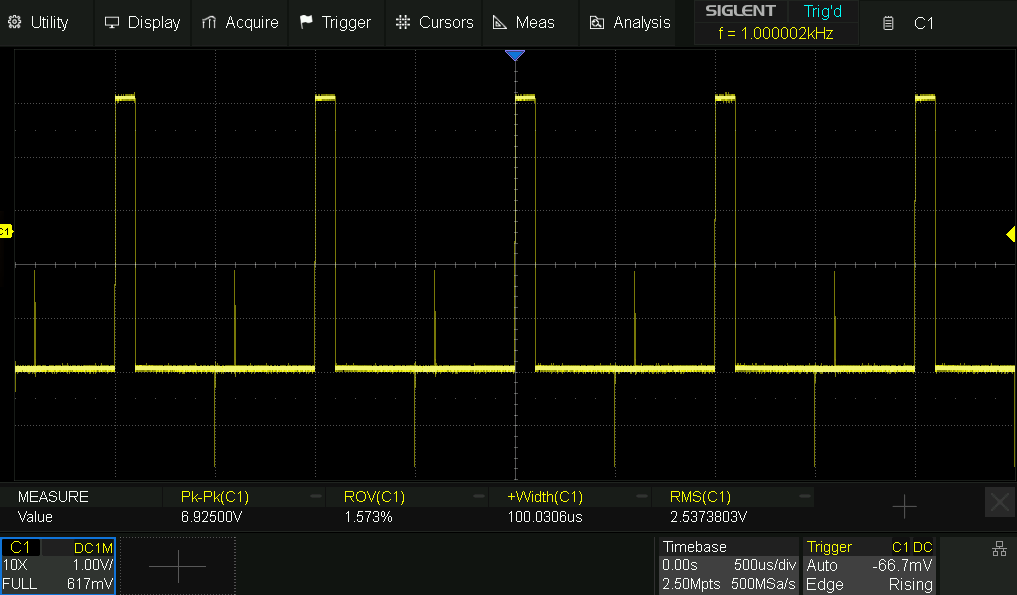 Utility Display Acquire Trigger Cursors Meas Analysis SIGLENT Trig'd C1
f = 1.000002kHz
C1
MEASURE Pk-Pk(C1) ROV(C1) +Width(C1) RMS(C1)
Value 6.92500V 1.573% 100.0306us 2.5373803V
C1 DC1M Timebase Trigger C1 DC
10X 1.00V/ 0.00s 500us/div Auto -66.7mV
FULL 617mV 2.50Mpts 500MSa/s Edge Rising